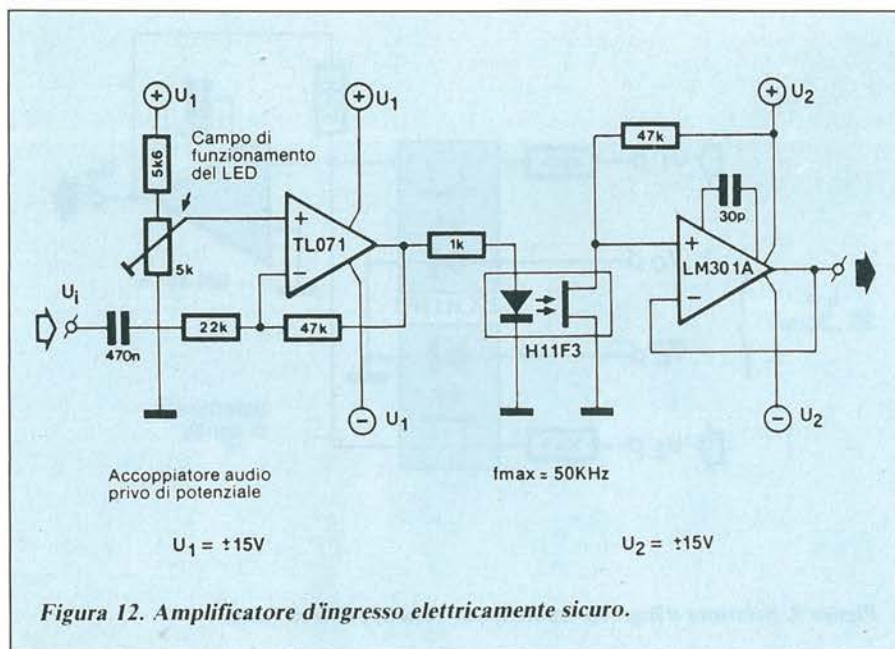 U₁
U₁
U₂
Campo di
funzionamento
del LED
5k6
47k
30p
+
TL071
−
1k
+
LM301A
−
5k
Uᵢ
22k
47k
470n
H11F3
U₁
U₂
Accoppiatore audio
privo di potenziale
fmax = 50KHz
U₁ = ±15V
U₂ = ±15V
Figura 12. Amplificatore d'ingresso elettricamente sicuro.